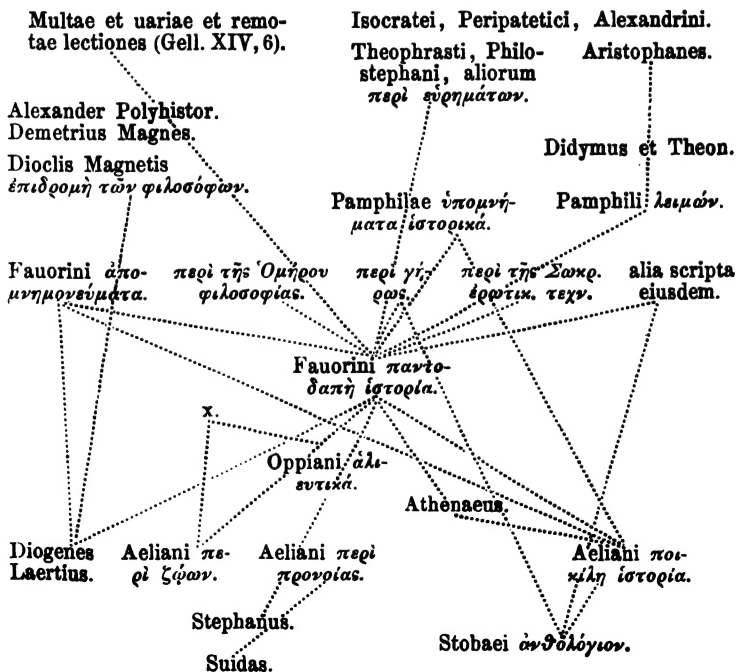 Multae et uariae et remo-
tae lectiones (Gell. XIV, 6).
Isocratei, Peripatetici, Alexandrini.
Theophrasti, Philo-
stephani, aliorum
περὶ εὑρημάτων.
Aristophanes.
Alexander Polyhistor.
Demetrius Magnes.
Dioclis Magnetis
ἐπιδρομὴ τῶν φιλοσόφων.
Didymus et Theon.
Pamphilae ὑπομνή-
ματα ἱστορικά.
Pamphili λειμών.
Fauorini ἀπο-
μνημονεύματα.
περὶ τῆς Ὁμήρου
φιλοσοφίας.
περὶ γή-
ρως.
περὶ τῆς Σωκρ.
ἐρωτικ. τεχν.
alia scripta
eiusdem.
Fauorini παντο-
δαπὴ ἱστορία.
x.
Oppiani ἁλι-
ευτικά.
Athenaeus.
Diogenes
Laertius.
Aeliani πε-
ρὶ ζῴων.
Aeliani περὶ
προνοίας.
Aeliani ποι-
κίλη ἱστορία.
Stephanus.
Stobaei ἀνθολόγιον.
Suidas.